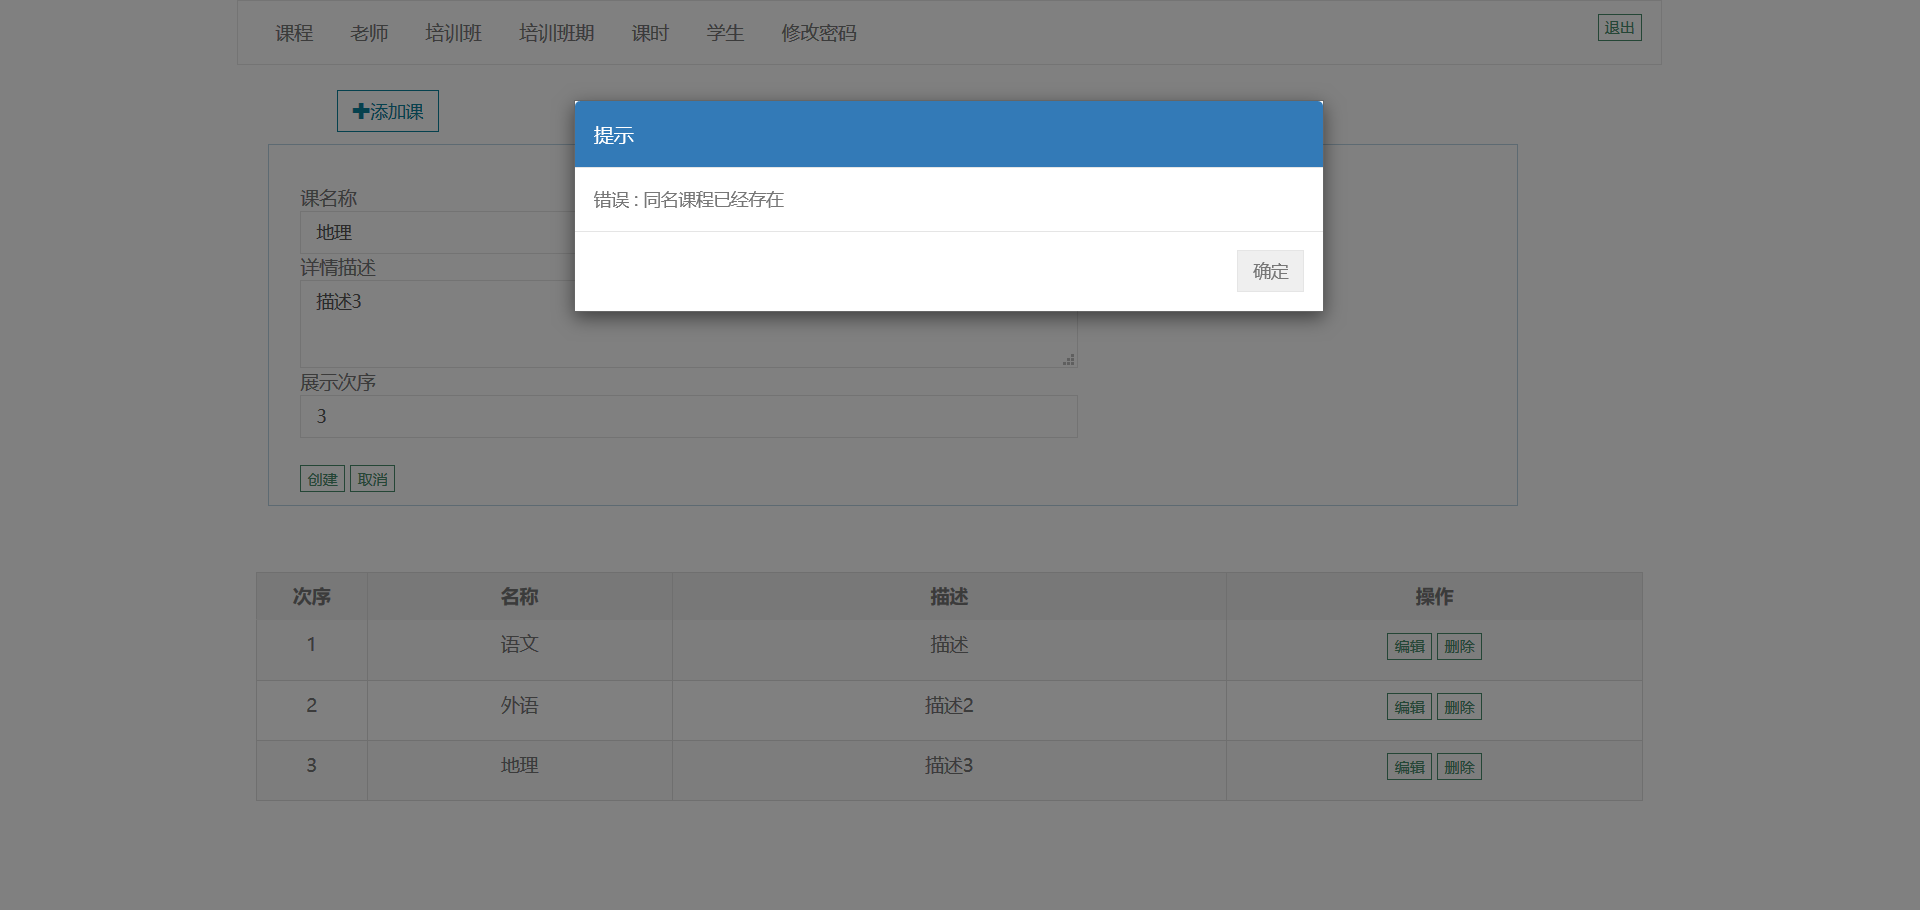 课程 老师 培训班 培训班期 课时 学生 修改密码 退出
添加课
提示
错误 : 同名课程已经存在
确定
课名称
地理
详情描述
描述3
展示次序
3
创建 取消
次序 名称 描述 操作
1 语文 描述 编辑 删除
2 外语 描述2 编辑 删除
3 地理 描述3 编辑 删除